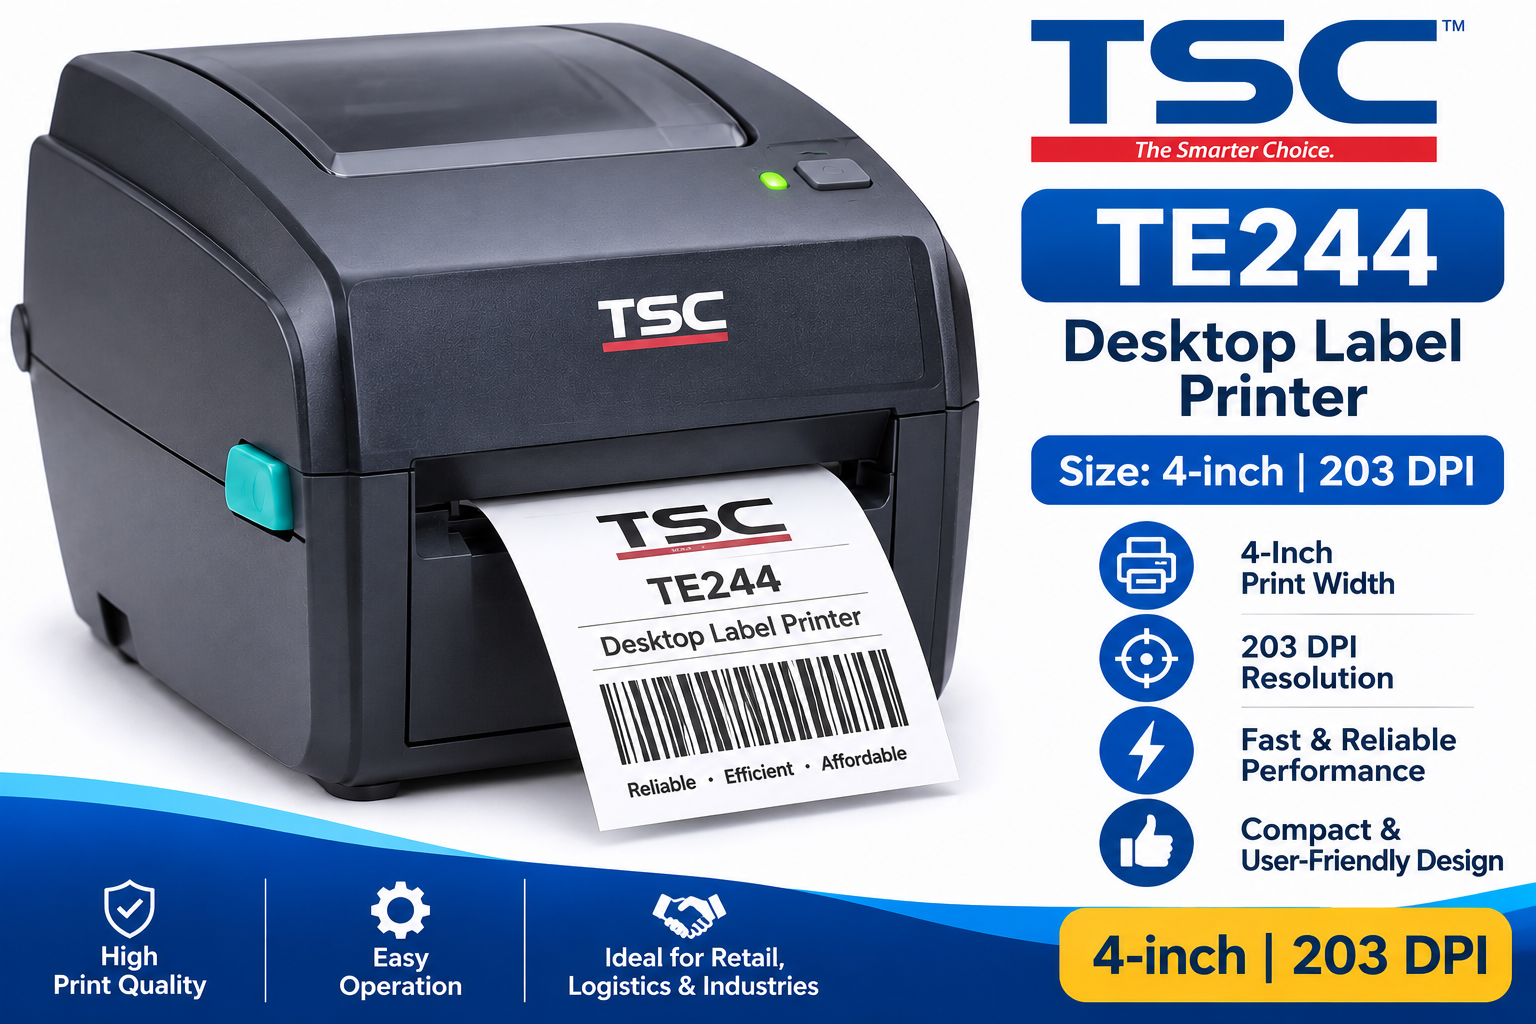 TSC™
The Smarter Choice.
TE244
Desktop Label
Printer
Size: 4-inch | 203 DPI
4-Inch
Print Width
203 DPI
Resolution
Fast & Reliable
Performance
Compact &
User-Friendly Design
4-inch | 203 DPI
TSC
TSC
TE244
Desktop Label Printer
Reliable · Efficient · Affordable
High
Print Quality
Easy
Operation
Ideal for Retail,
Logistics & Industries